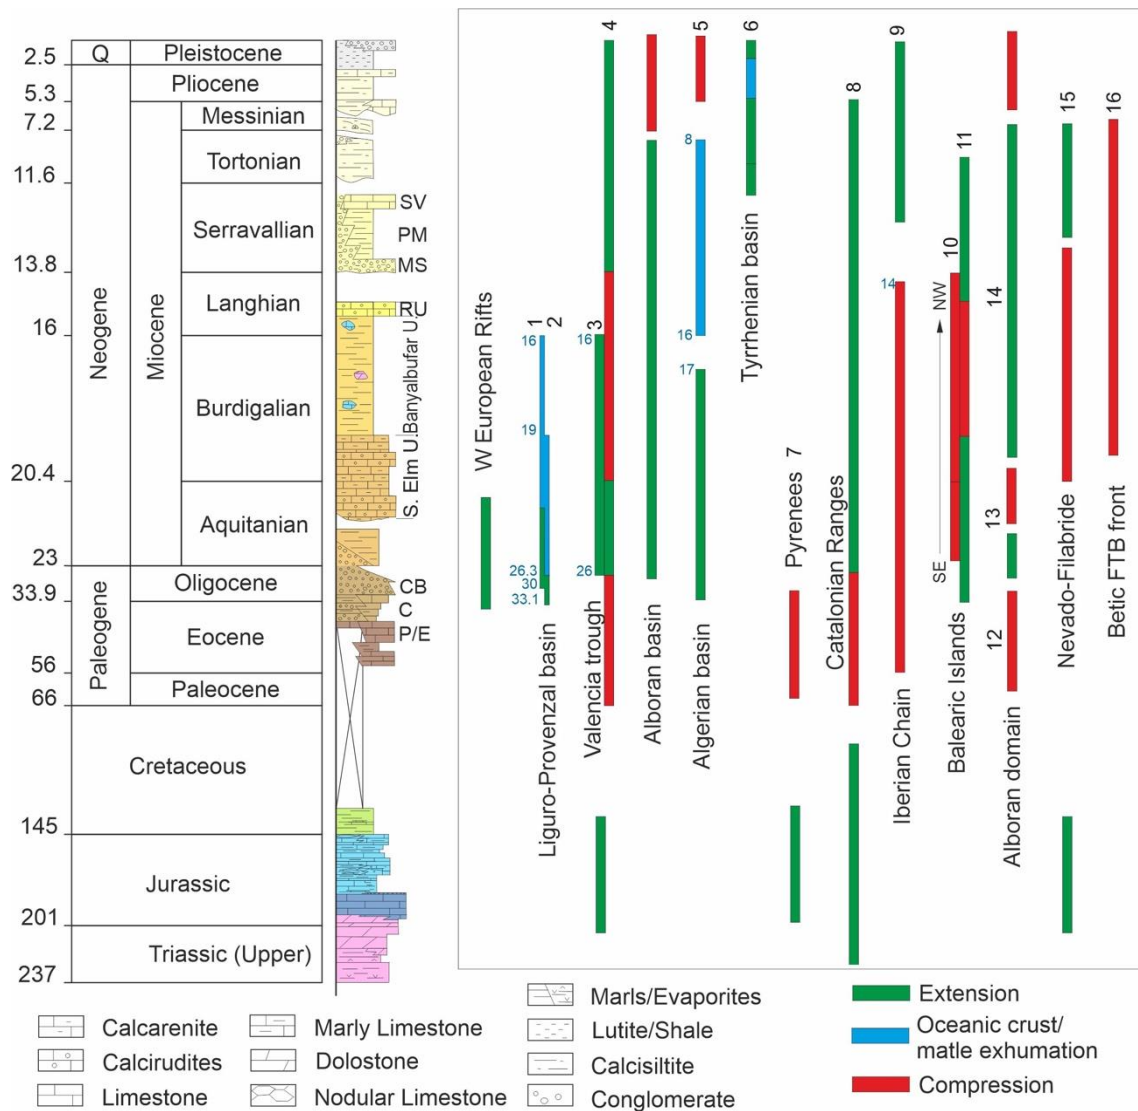 Q
Pleistocene
2.5
Pliocene
5.3
Messinian
7.2
Tortonian
11.6
Serravallian
13.8
Langhian
16
Burdigalian
20.4
Aquitanian
23
Oligocene
33.9
Eocene
56
Paleocene
66
Cretaceous
145
Jurassic
201
Triassic (Upper)
237
Neogene
Miocene
Paleogene
SV
PM
MS
RU
Banyalbufar U.
S. Elm U.
CB
C
P/E
W European Rifts
1
2
16
19
26.3
30
33.1
Liguro-Provenzal basin
3
4
16
26
Valencia trough
Alboran basin
5
8
16
17
Algerian basin
6
Tyrrhenian basin
Pyrenees 7
8
Catalonian Ranges
9
14
Iberian Chain
10
11
NW
SE
Balearic Islands
14
13
12
Alboran domain
15
Nevado-Filabride
16
Betic FTB front
Calcarenite
Calcirudites
Limestone
Marly Limestone
Dolostone
Nodular Limestone
Marls/Evaporites
Lutite/Shale
Calcisiltite
Conglomerate
Extension
Oceanic crust/
matle exhumation
Compression